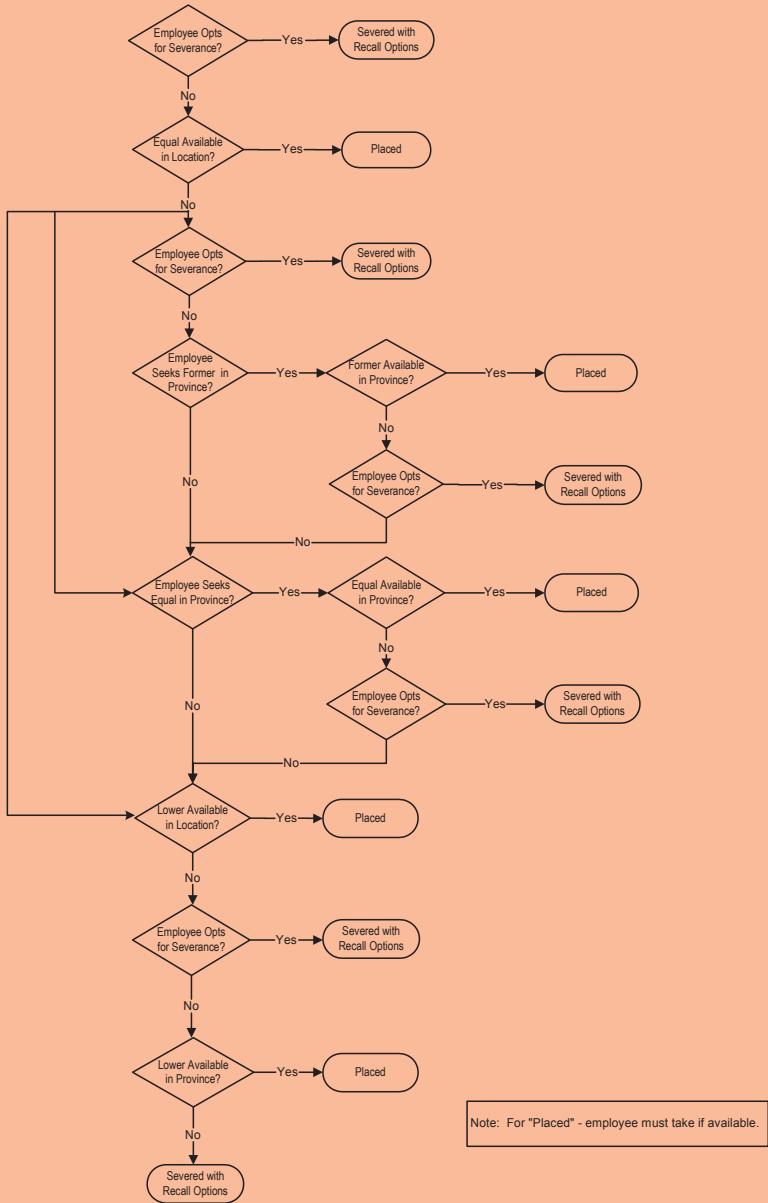 Employee Opts
for Severance?
Yes
Severed with
Recall Options
No
Equal Available
in Location?
Yes
Placed
No
Employee Opts
for Severance?
Yes
Severed with
Recall Options
No
Employee
Seeks Former in
Province?
Yes
Former Available
in Province?
Yes
Placed
No
Employee Opts
for Severance?
Yes
Severed with
Recall Options
No
No
Employee Seeks
Equal in Province?
Yes
Equal Available
in Province?
Yes
Placed
No
Employee Opts
for Severance?
Yes
Severed with
Recall Options
No
No
Lower Available
in Location?
Yes
Placed
No
Employee Opts
for Severance?
Yes
Severed with
Recall Options
No
Lower Available
in Province?
Yes
Placed
No
Severed with
Recall Options
Note: For "Placed" - employee must take if available.